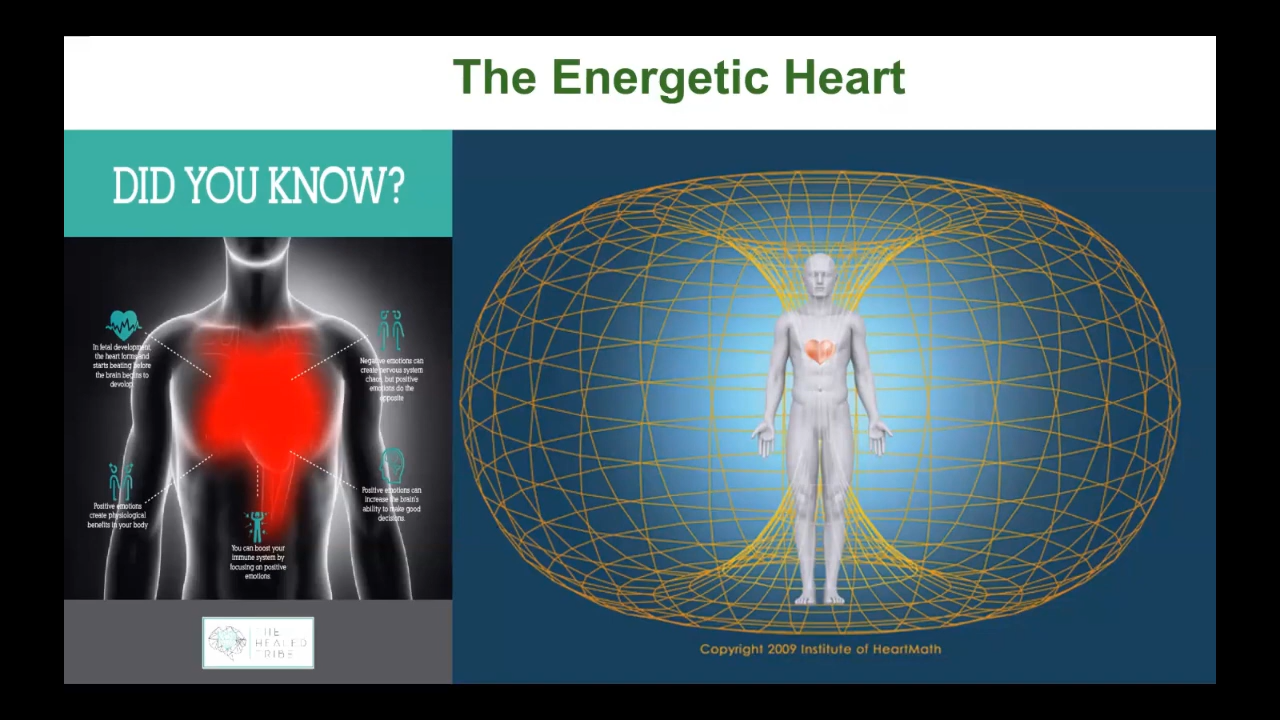 The Energetic Heart
DID YOU KNOW?
In fetal development,
the heart forms and
starts beating before
the brain begins to
develop.
Negative emotions can
create nervous system
chaos, but positive
emotions do the
opposite
Positive emotions
create physiological
benefits in your body
Positive emotions can
increase the brain's
ability to make good
decisions.
You can boost your
immune system by
focusing on positive
emotions.
THE
HEALED
TRIBE
Copyright 2009 Institute of HeartMath